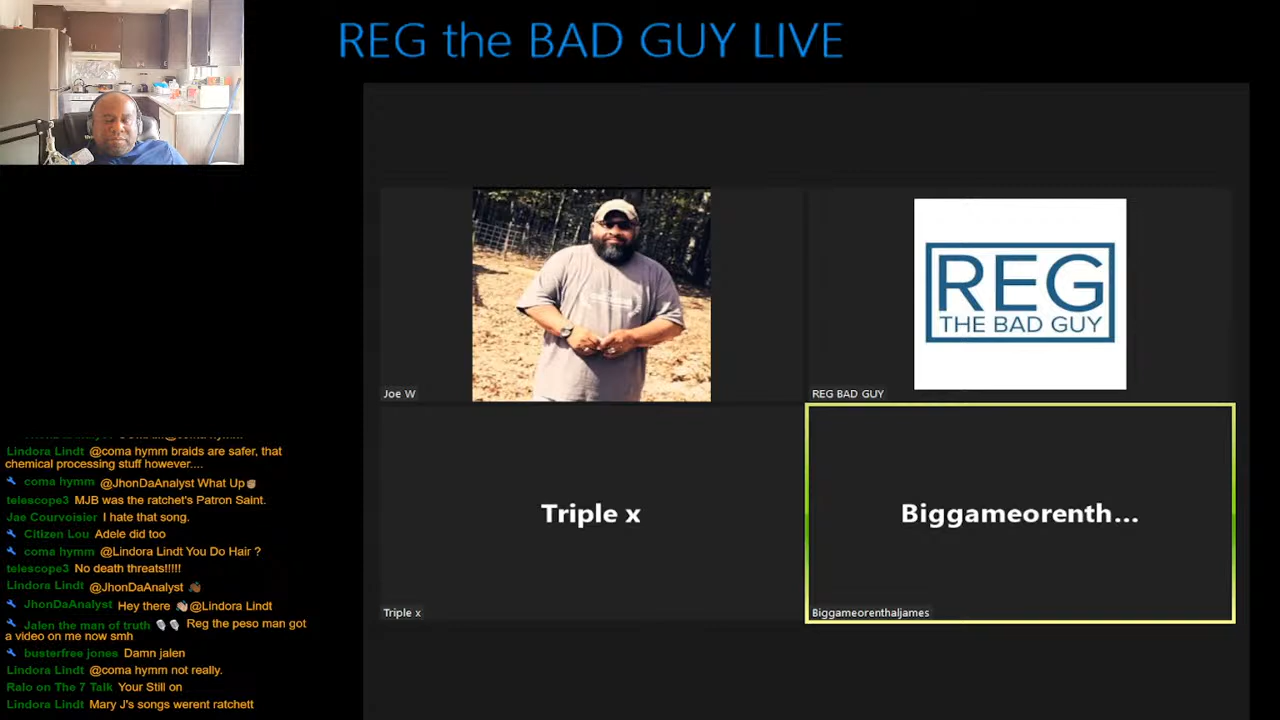 REG the BAD GUY LIVE
REG
THE BAD GUY
Joe W
REG BAD GUY
Triple x
Biggameorenth...
Triple x
Biggameorenthaljames
Lindora Lindt @coma hymm braids are safer, that
chemical processing stuff however....
coma hymm @JhonDaAnalyst What Up
telescope3 MJB was the ratchet's Patron Saint.
Jae Courvoisier I hate that song.
Citizen Lou Adele did too
coma hymm @Lindora Lindt You Do Hair ?
telescope3 No death threats!!!!!
Lindora Lindt @JhonDaAnalyst
JhonDaAnalyst Hey there @Lindora Lindt
Jalen the man of truth Reg the peso man got
a video on me now smh
busterfree jones Damn jalen
Lindora Lindt @coma hymm not really.
Ralo on The 7 Talk Your Still on
Lindora Lindt Mary J's songs werent ratchett